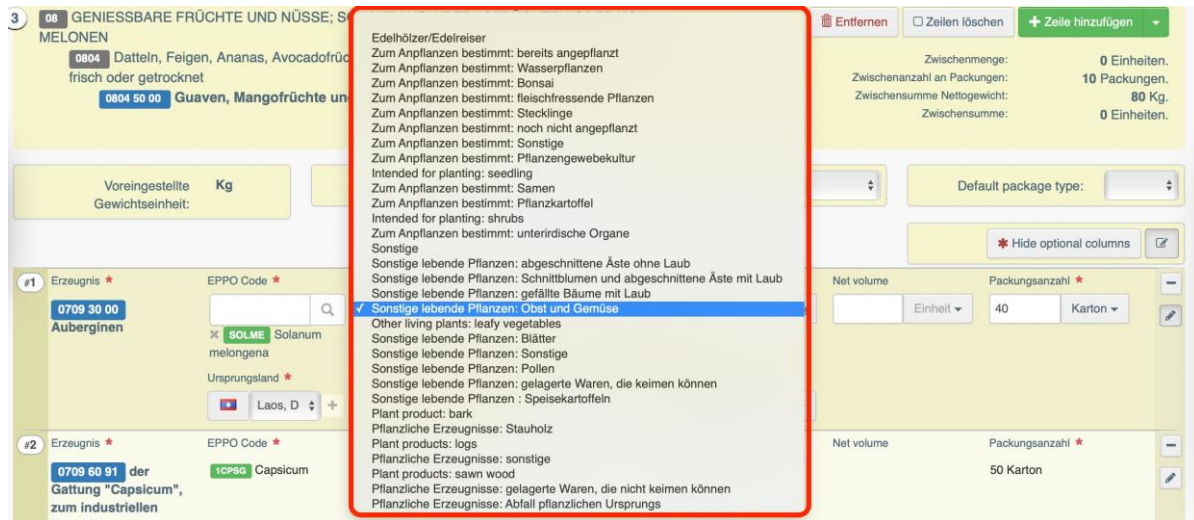 3 08 GENIESSBARE FRÜCHTE UND NÜSSE;
MELONEN
0804 Datteln, Feigen, Ananas,
frisch oder getrocknet
0804 50 00 Guaven, Mangofrüchte
Entfernen Zeilen löschen Zeile hinzufügen
Zwischenmenge: 0 Einheiten.
Zwischenanzahl an Packungen: 10 Packungen.
Zwischensumme Nettogewicht: 80 Kg.
Zwischensumme: 0 Einheiten.
Voreingestellte Kg
Gewichtseinheit:
Default package type:
Hide optional columns
Edelhölzer/Edelreiser
Zum Anpflanzen bestimmt: bereits angepflanzt
Zum Anpflanzen bestimmt: Wasserpflanzen
Zum Anpflanzen bestimmt: Bonsai
Zum Anpflanzen bestimmt: fleischfressende Pflanzen
Zum Anpflanzen bestimmt: Stecklinge
Zum Anpflanzen bestimmt: noch nicht angepflanzt
Zum Anpflanzen bestimmt: Sonstige
Zum Anpflanzen bestimmt: Pflanzengewebekultur
Intended for planting: seedling
Zum Anpflanzen bestimmt: Samen
Zum Anpflanzen bestimmt: Pflanzkartoffel
Intended for planting: shrubs
Zum Anpflanzen bestimmt: unterirdische Organe
Sonstige
Sonstige lebende Pflanzen: abgeschnittene Äste ohne Laub
Sonstige lebende Pflanzen: Schnittblumen und abgeschnittene Äste mit Laub
Sonstige lebende Pflanzen: gefällte Bäume mit Laub
✓ Sonstige lebende Pflanzen: Obst und Gemüse
Other living plants: leafy vegetables
Sonstige lebende Pflanzen: Blätter
Sonstige lebende Pflanzen: Sonstige
Sonstige lebende Pflanzen: Pollen
Sonstige lebende Pflanzen: gelagerte Waren, die keimen können
Sonstige lebende Pflanzen : Speisekartoffeln
Plant product: bark
Pflanzliche Erzeugnisse: Stauholz
Plant products: logs
Pflanzliche Erzeugnisse: sonstige
Plant products: sawn wood
Pflanzliche Erzeugnisse: gelagerte Waren, die nicht keimen können
Pflanzliche Erzeugnisse: Abfall pflanzlichen Ursprungs
#1 Erzeugnis * EPPO Code * Net volume Packungsanzahl *
0709 30 00 Einheit 40 Karton
Auberginen
SOLME Solanum
melongena
Ursprungsland *
Laos, D
#2 Erzeugnis * EPPO Code * Net volume Packungsanzahl *
0709 60 91 der 1CPSG Capsicum 50 Karton
Gattung "Capsicum",
zum industriellen